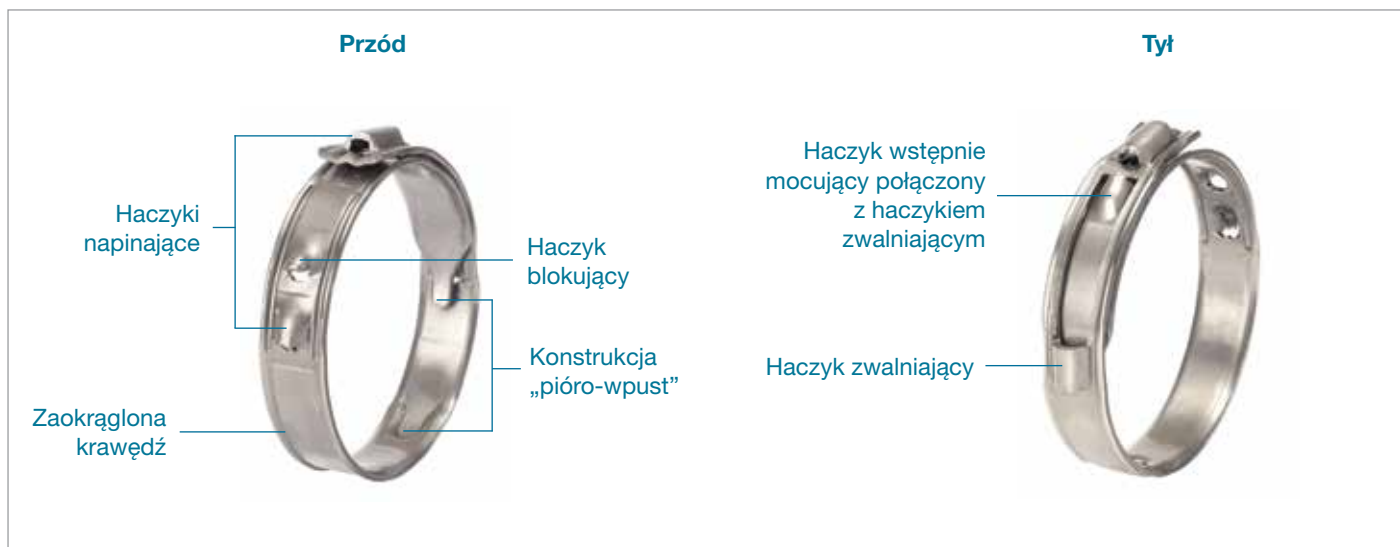 Przód
Haczyki
napinające
Haczyk
blokujący
Konstrukcja
„pióro-wpust”
Zaokrąglona
krawędź
Tył
Haczyk wstępnie
mocujący połączony
z haczykiem
zwalniającym
Haczyk zwalniający